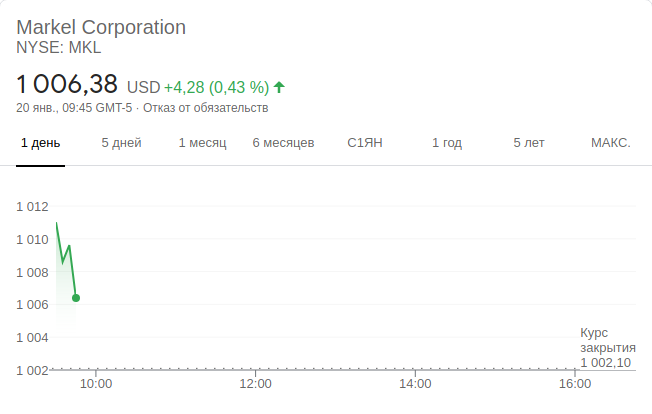 Markel Corporation
NYSE: MKL
1 006,38 USD +4,28 (0,43 %)
20 янв., 09:45 GMT-5 · Отказ от обязательств
1 день 5 дней 1 месяц 6 месяцев С1ЯН 1 год 5 лет МАКС.
1 012
1 010
1 008
1 006
1 004
1 002
Курс
закрытия
1 002,10
10:00 12:00 14:00 16:00